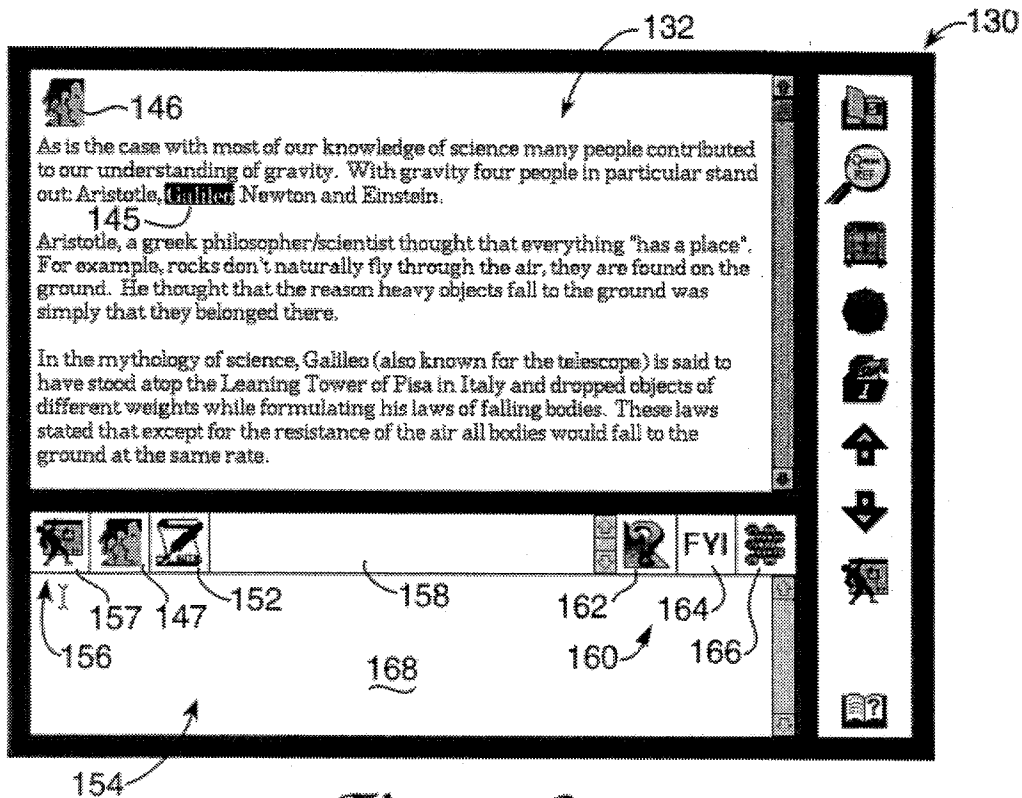 132
130
146
As is the case with most of our knowledge of science many people contributed
to our understanding of gravity. With gravity four people in particular stand
out: Aristotle, Galileo Newton and Einstein.
145
Aristotle, a greek philosopher/scientist thought that everything "has a place".
For example, rocks don't naturally fly through the air, they are found on the
ground. He thought that the reason heavy objects fall to the ground was
simply that they belonged there.
In the mythology of science, Galileo (also known for the telescope) is said to
have stood atop the Leaning Tower of Pisa in Italy and dropped objects of
different weights while formulating his laws of falling bodies. These laws
stated that except for the resistance of the air all bodies would fall to the
ground at the same rate.
FYI
157 147 152 158 162 164
156 160 166
168
154